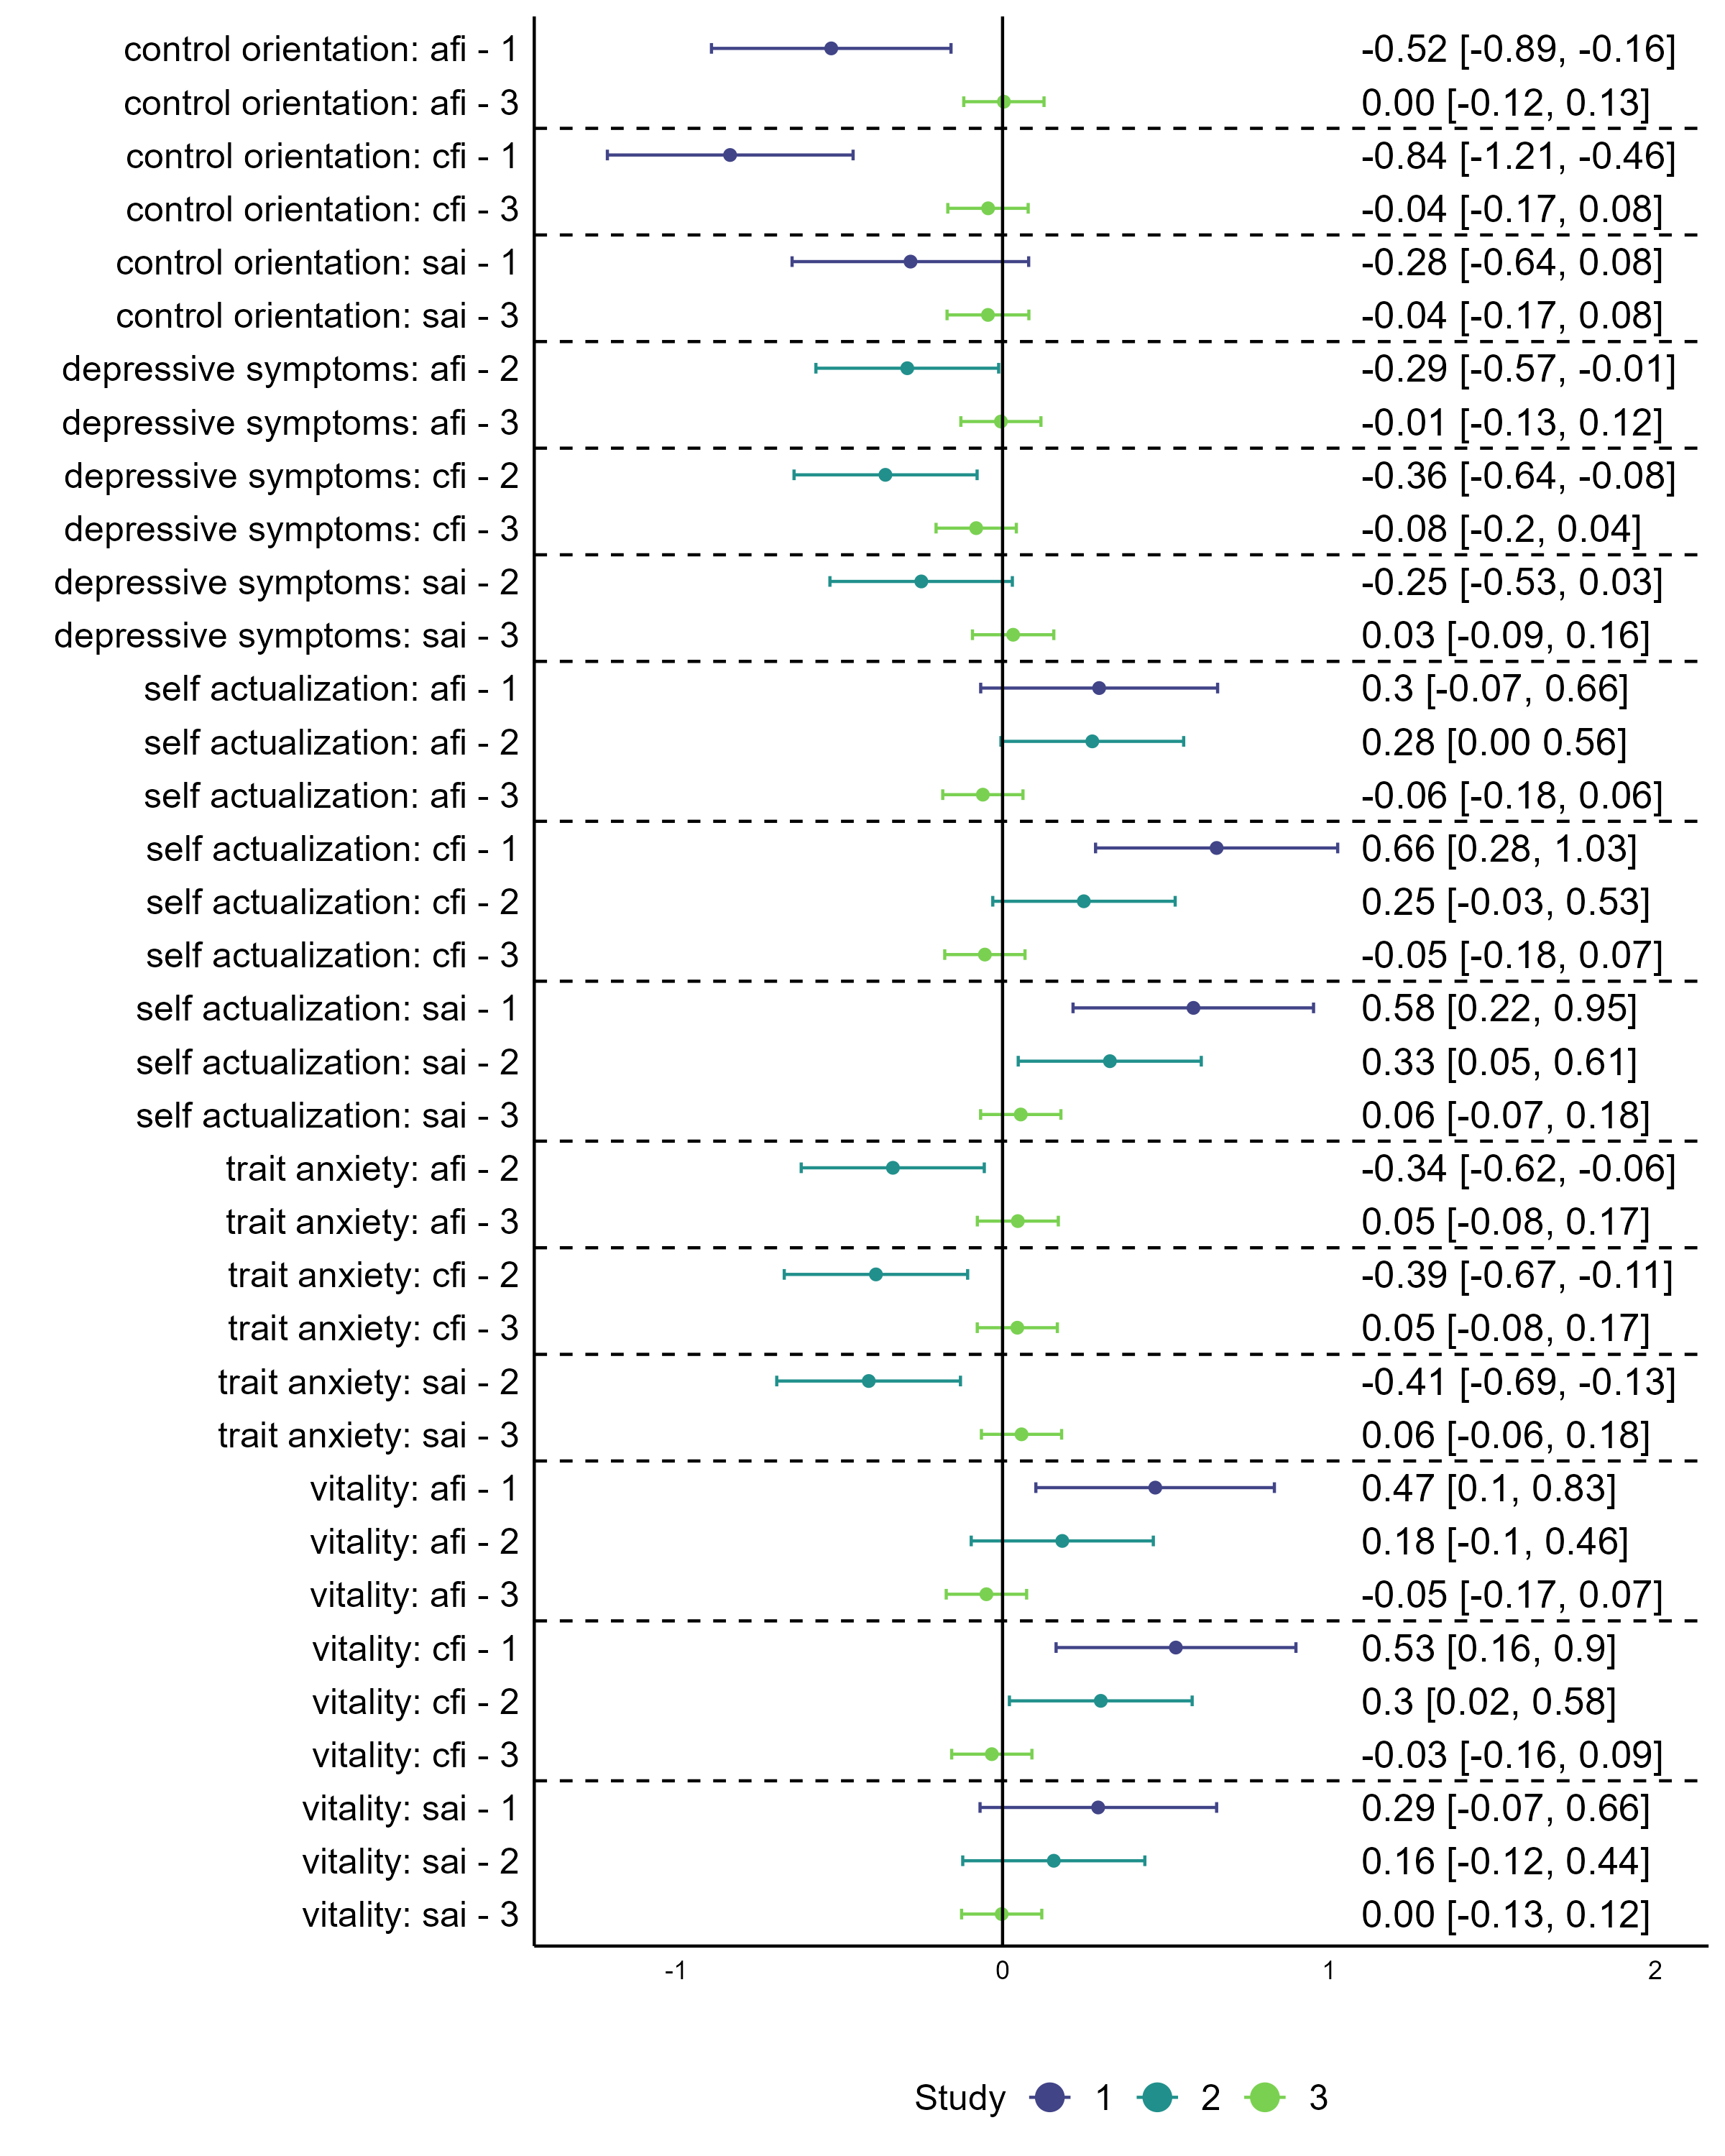 control orientation: afi - 1 -0.52 [-0.89, -0.16]
control orientation: afi - 3 0.00 [-0.12, 0.13]
control orientation: cfi - 1 -0.84 [-1.21, -0.46]
control orientation: cfi - 3 -0.04 [-0.17, 0.08]
control orientation: sai - 1 -0.28 [-0.64, 0.08]
control orientation: sai - 3 -0.04 [-0.17, 0.08]
depressive symptoms: afi - 2 -0.29 [-0.57, -0.01]
depressive symptoms: afi - 3 -0.01 [-0.13, 0.12]
depressive symptoms: cfi - 2 -0.36 [-0.64, -0.08]
depressive symptoms: cfi - 3 -0.08 [-0.2, 0.04]
depressive symptoms: sai - 2 -0.25 [-0.53, 0.03]
depressive symptoms: sai - 3 0.03 [-0.09, 0.16]
self actualization: afi - 1 0.3 [-0.07, 0.66]
self actualization: afi - 2 0.28 [0.00 0.56]
self actualization: afi - 3 -0.06 [-0.18, 0.06]
self actualization: cfi - 1 0.66 [0.28, 1.03]
self actualization: cfi - 2 0.25 [-0.03, 0.53]
self actualization: cfi - 3 -0.05 [-0.18, 0.07]
self actualization: sai - 1 0.58 [0.22, 0.95]
self actualization: sai - 2 0.33 [0.05, 0.61]
self actualization: sai - 3 0.06 [-0.07, 0.18]
trait anxiety: afi - 2 -0.34 [-0.62, -0.06]
trait anxiety: afi - 3 0.05 [-0.08, 0.17]
trait anxiety: cfi - 2 -0.39 [-0.67, -0.11]
trait anxiety: cfi - 3 0.05 [-0.08, 0.17]
trait anxiety: sai - 2 -0.41 [-0.69, -0.13]
trait anxiety: sai - 3 0.06 [-0.06, 0.18]
vitality: afi - 1 0.47 [0.1, 0.83]
vitality: afi - 2 0.18 [-0.1, 0.46]
vitality: afi - 3 -0.05 [-0.17, 0.07]
vitality: cfi - 1 0.53 [0.16, 0.9]
vitality: cfi - 2 0.3 [0.02, 0.58]
vitality: cfi - 3 -0.03 [-0.16, 0.09]
vitality: sai - 1 0.29 [-0.07, 0.66]
vitality: sai - 2 0.16 [-0.12, 0.44]
vitality: sai - 3 0.00 [-0.13, 0.12]
-1 0 1 2
Study 1 2 3